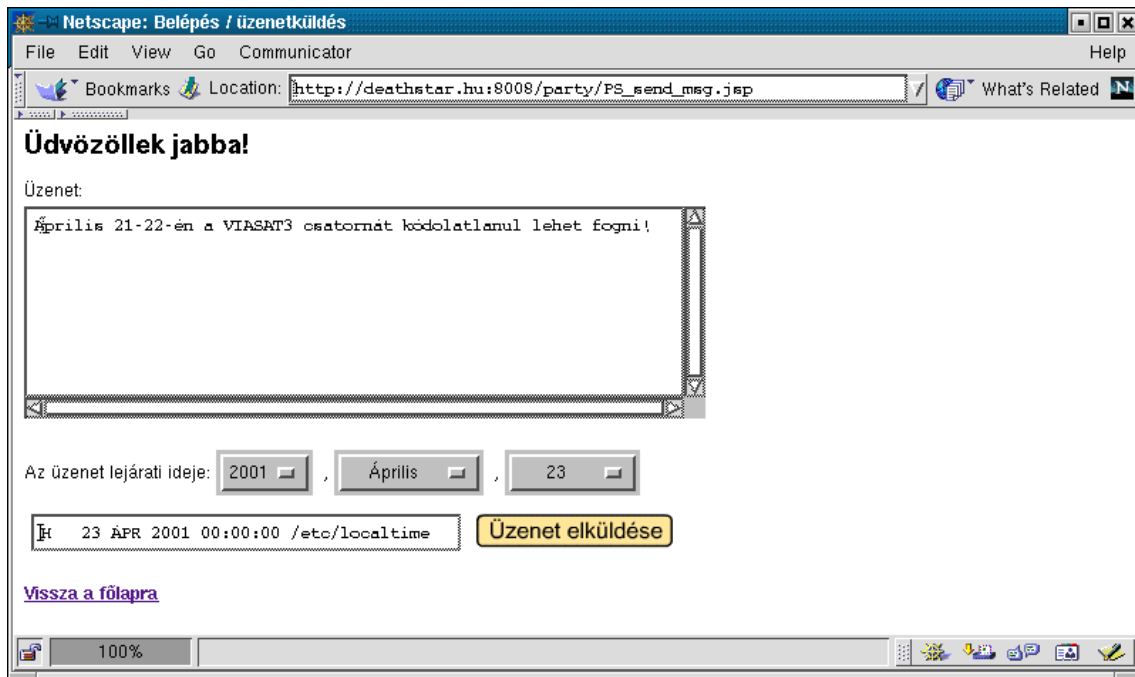 Netscape: Belépés / üzenetküldés
File Edit View Go Communicator Help
Bookmarks Location: http://deathstar.hu:8008/party/PS_send_msg.jsp What's Related N
Üdvözöllek jabba!
Üzenet:
Április 21-22-én a VIASAT3 csatornát kódolatlanul lehet fogni!
Az üzenet lejárati ideje: 2001 , Április , 23
H 23 ÁPR 2001 00:00:00 /etc/localtime Üzenet elküldése
Vissza a főlapra
100%